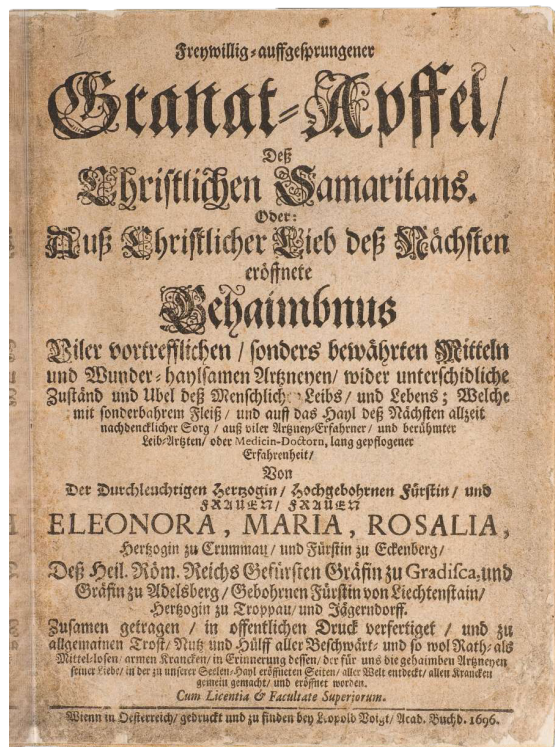 Freywillig-auffgesprungener
Granat-Apffel /
Deß
Christlichen Samaritans.
Oder:
Auß Christlicher Lieb deß Nächsten
eröffnete
Gehaimbnus
Viler vortrefflichen / sonders bewährten Mitteln
und Wunder-haylsamen Artzneyen / wider unterschidliche
Zuständ und Ubel deß Menschlichen Leibs / und Lebens ; Welche
mit sonderbahrem Fleiß / und auff das Hayl deß Nächsten allzeit
nachdencklicher Sorg / auß viler Artzney-Erfahrner / und berühmter
Leib-Artzten / oder Medicin-Doctorn, lang gepflogener
Erfahrenheit /
Von
Der Durchleuchtigen Hertzogin / Hochgebohrnen Fürstin / und
FRAUEN / FRAUEN
ELEONORA, MARIA, ROSALIA,
Hertzogin zu Crummau / und Fürstin zu Eckenberg /
Deß Heil. Röm. Reichs Gefürsten Gräfin zu Gradisca, und
Gräfin zu Adelsberg / Gebohrnen Fürstin von Liechtenstain /
Hertzogin zu Troppau / und Jägerndorff.
Zusamen getragen / in offentlichen Druck verfertiget / und zu
allgemainen Trost / Nutz und Hülff aller Beschwärt- und so wol Rath- als
Mittel-losen / armen Krancken / in Erinnerung dessen / der für uns die gehaimben Artzneyen
seiner Liebe / in der zu unserer Seelen-Hayl eröffneten Seiten / aller Welt entdeckt / allen Krancken
gemein gemacht / und eröffnet worden.
Cum Licentia & Facultate Superiorum.
Wienn in Oesterreich / gedruckt und zu finden bey Leopold Voigt / Acad. Buchd. 1696.